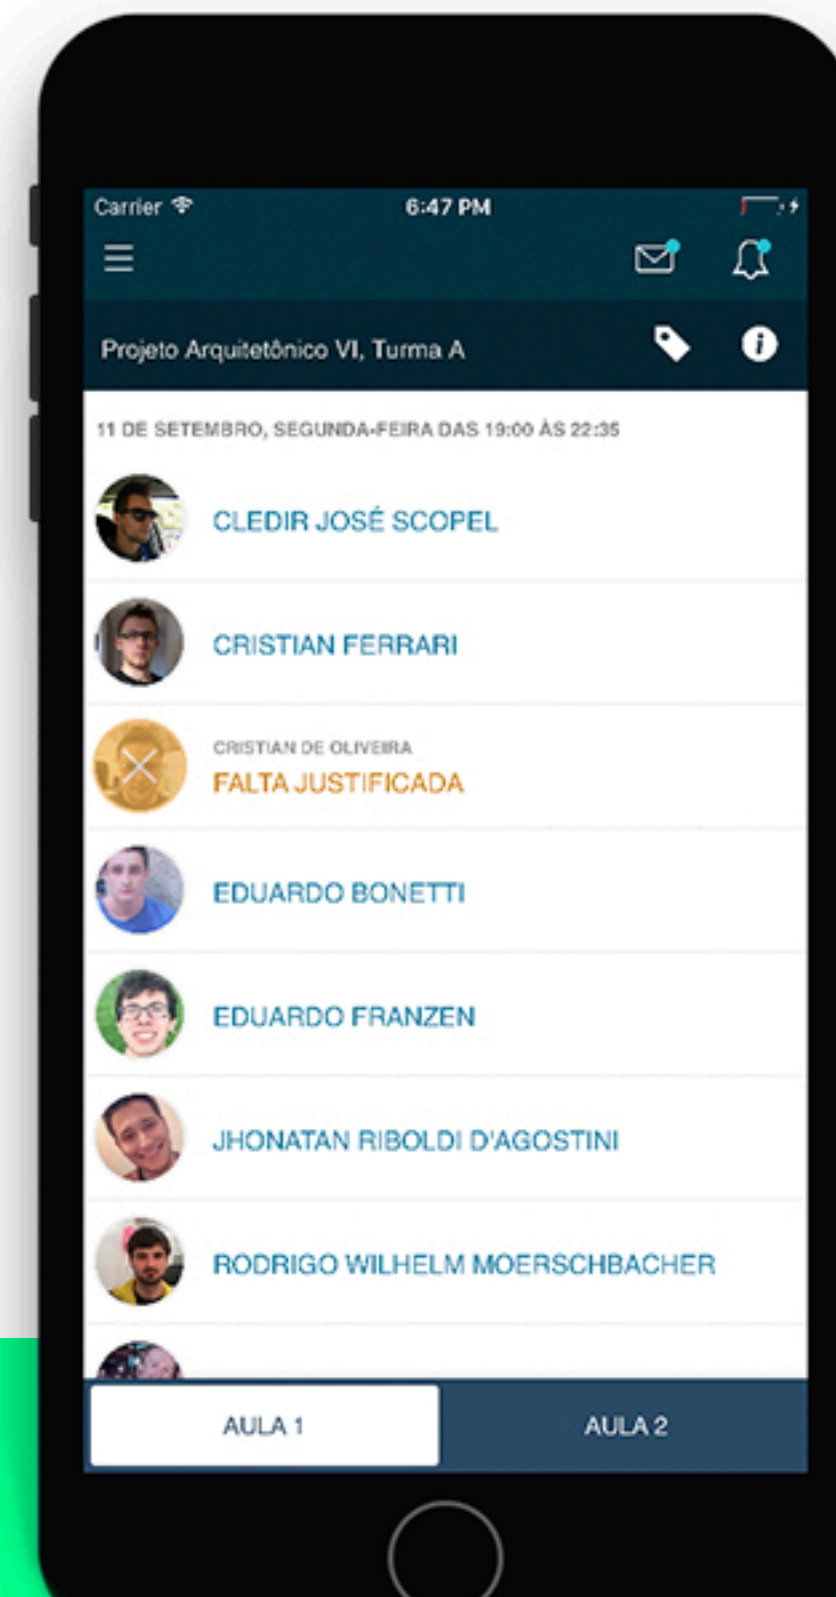 Carrier
6:47 PM
Projeto Arquitetônico VI, Turma A
11 DE SETEMBRO, SEGUNDA-FEIRA DAS 19:00 ÀS 22:35
CLEDIR JOSÉ SCOPEL
CRISTIAN FERRARI
CRISTIAN DE OLIVEIRA
FALTA JUSTIFICADA
EDUARDO BONETTI
EDUARDO FRANZEN
JHONATAN RIBOLDI D'AGOSTINI
RODRIGO WILHELM MOERSCHBACHER
AULA 1
AULA 2